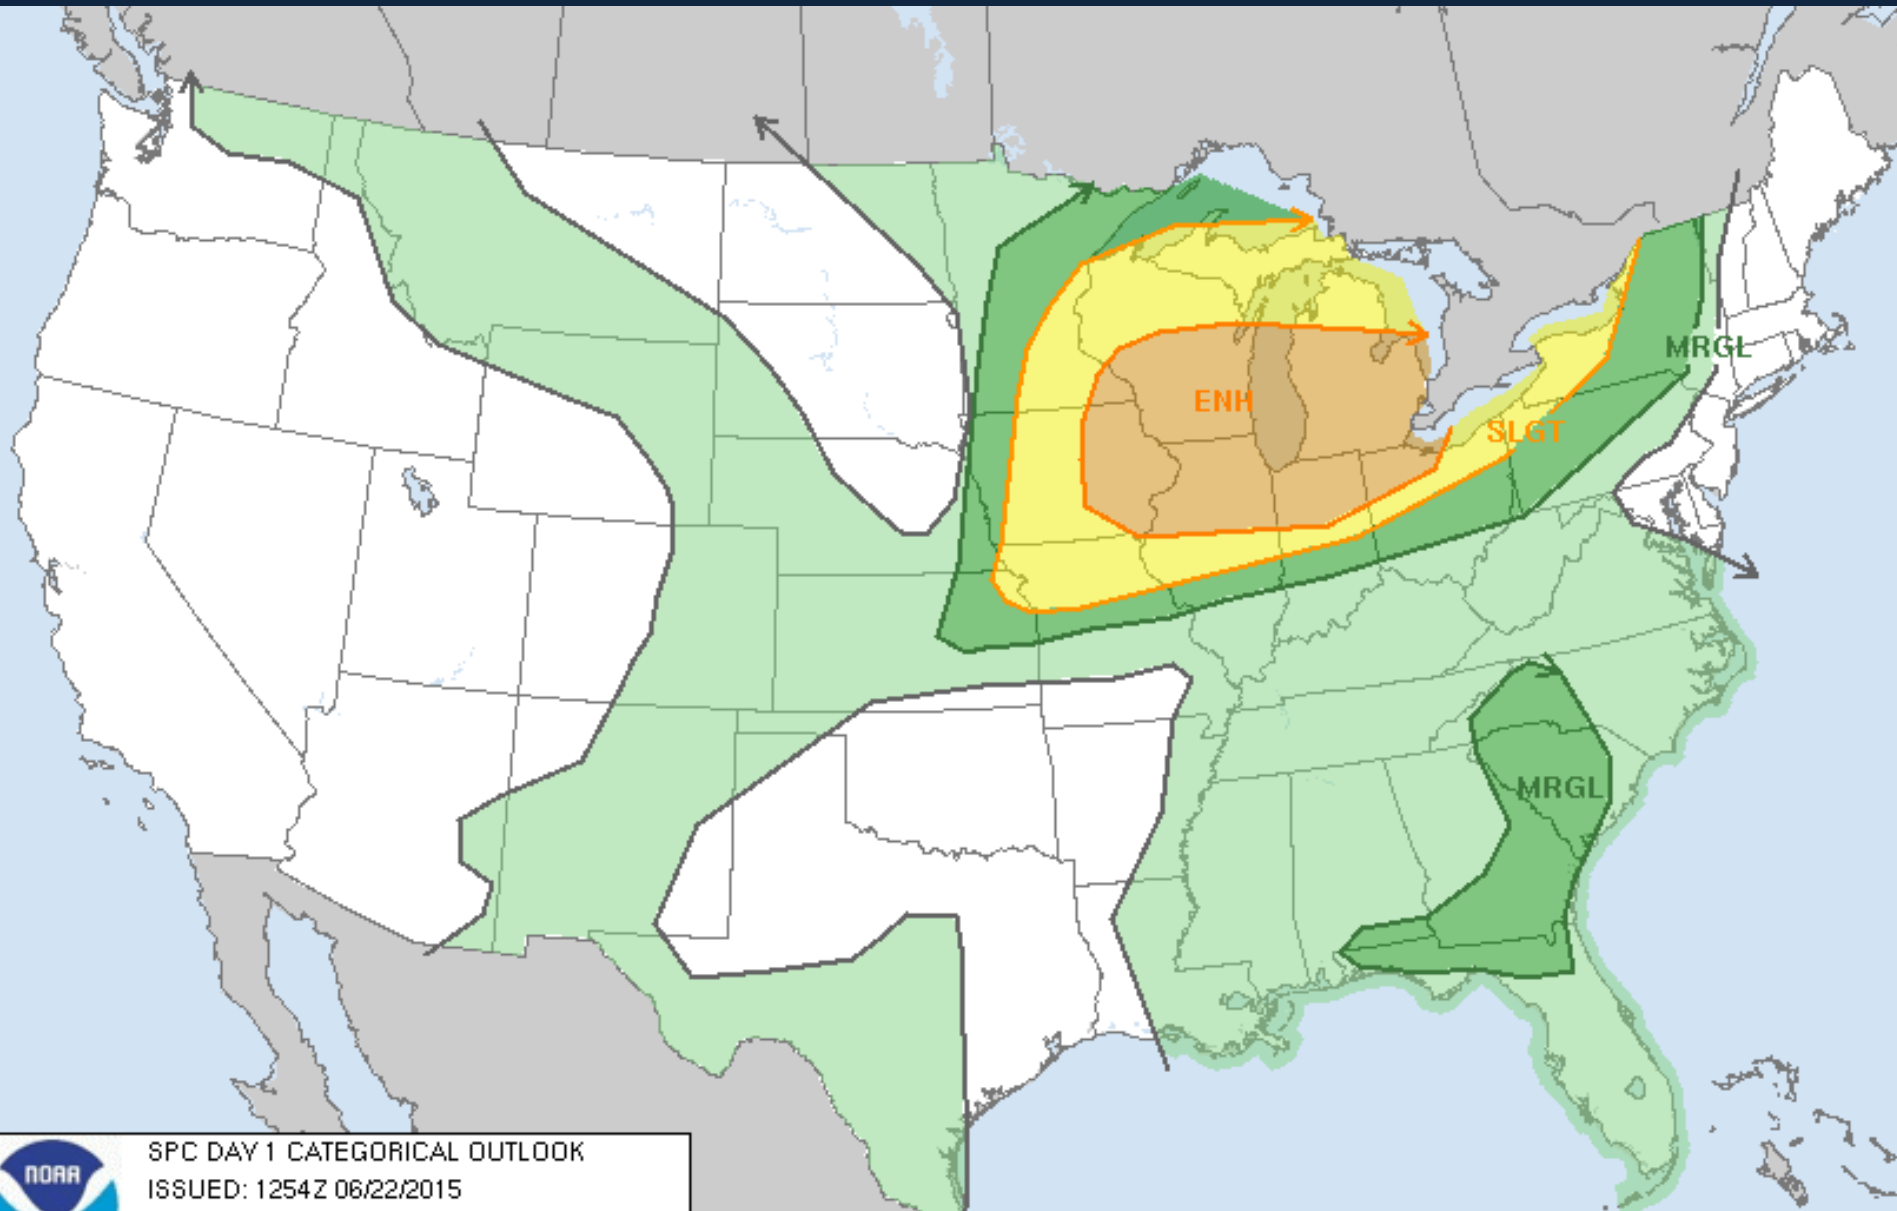 MRGL
ENH
SLGT
MRGL
NOAA
SPC DAY 1 CATEGORICAL OUTLOOK
ISSUED: 1254Z 06/22/2015